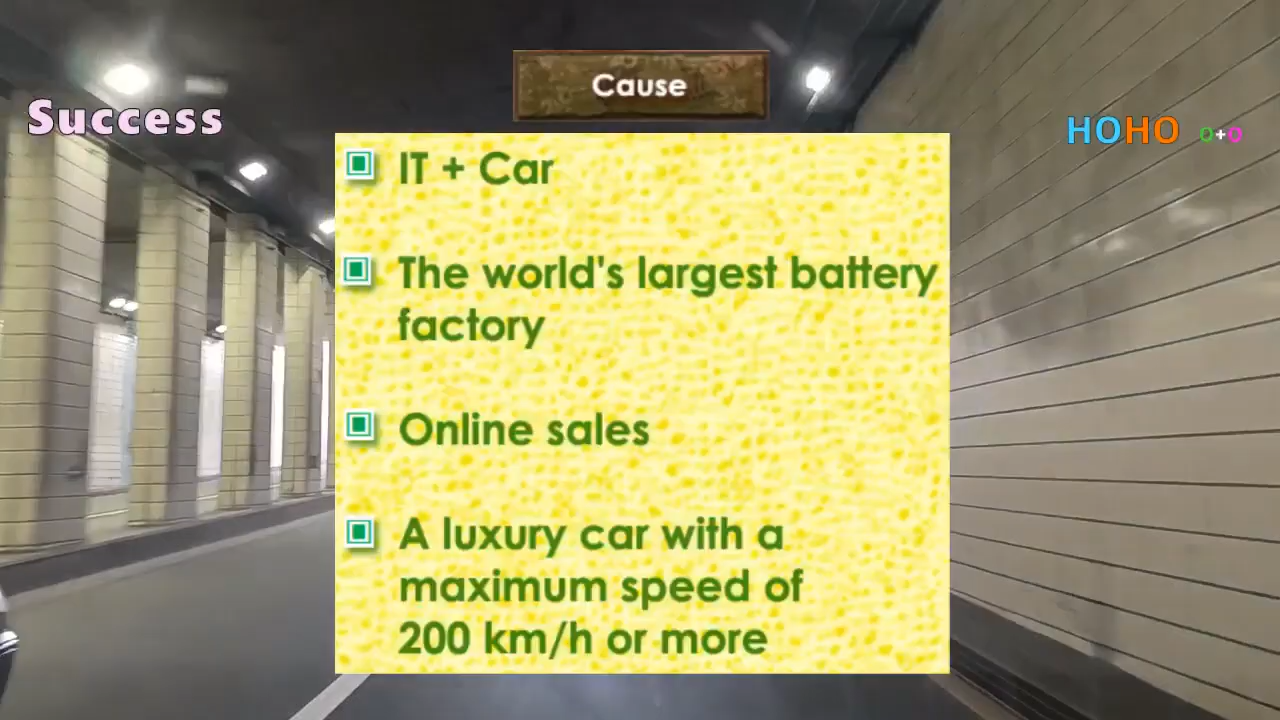 Cause
Success
HOHO O+O
IT + Car
The world's largest battery
factory
Online sales
A luxury car with a
maximum speed of
200 km/h or more